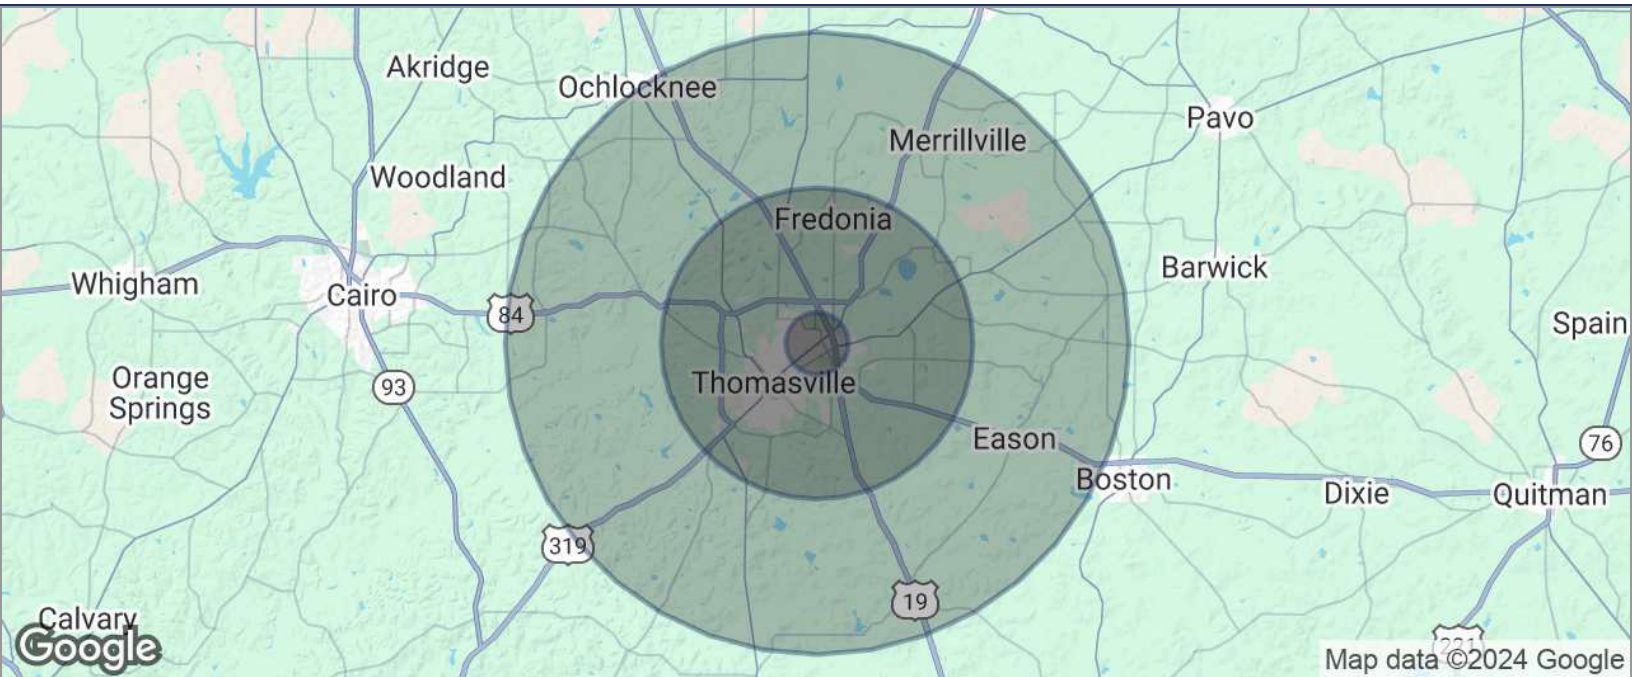 Akridge
Ochlocknee
Pavo
Merrillville
Woodland
Fredonia
Barwick
Whigham
Cairo
84
Spain
Orange
Springs
93
Thomasville
Eason
76
Boston
Dixie
Quitman
319
19
Calvary
221
Google
Map data ©2024 Google